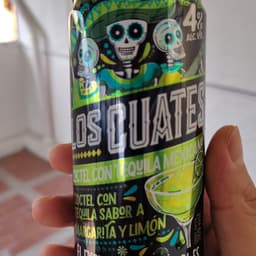 4%
ALC. VOL.
LOS CUATES
CÓCTEL CON TEQUILA
CÓCTEL CON
TEQUILA SABOR A
MARGARITA Y LIMÓN